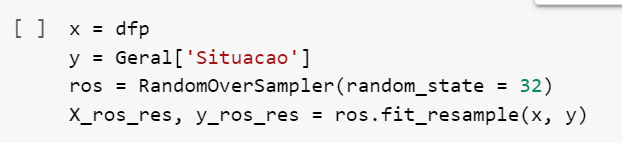 [ ] x = dfp
y = Geral['Situacao']
ros = RandomOverSampler(random_state = 32)
X_ros_res, y_ros_res = ros.fit_resample(x, y)